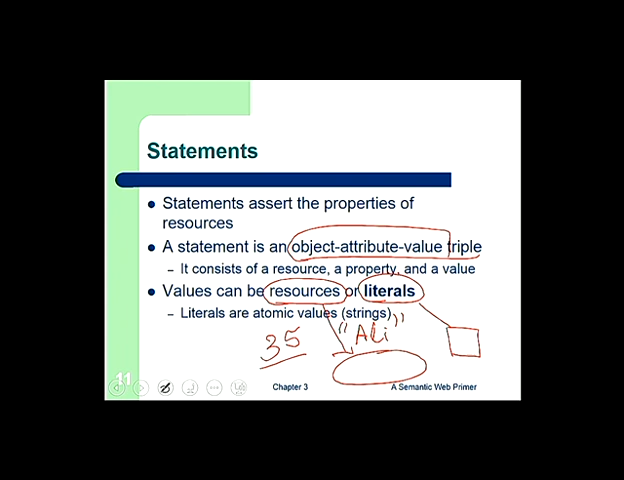 Statements
Statements assert the properties of
resources
A statement is an object-attribute-value triple
– It consists of a resource, a property, and a value
Values can be resources or literals
– Literals are atomic values (strings)
35 "Ali"
11
Chapter 3 A Semantic Web Primer